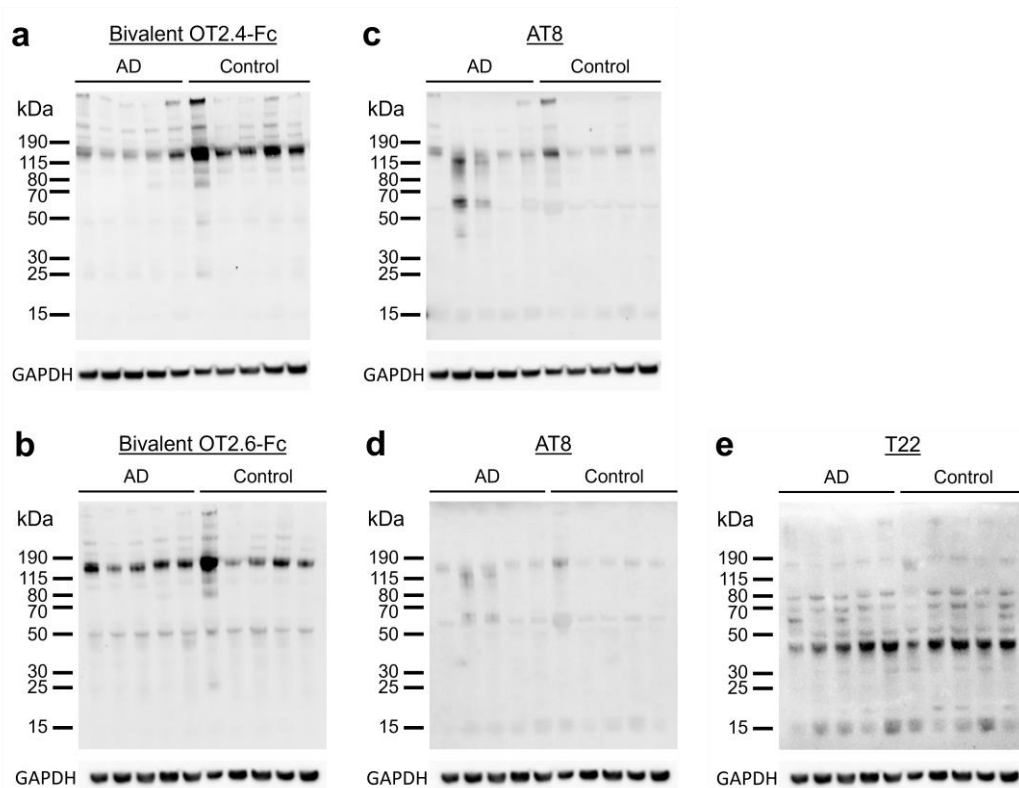 a
Bivalent OT2.4-Fc
AD Control
kDa
190
115
80
70
50
30
25
15
GAPDH
c
AT8
AD Control
kDa
190
115
80
70
50
30
25
15
GAPDH
b
Bivalent OT2.6-Fc
AD Control
kDa
190
115
80
70
50
30
25
15
GAPDH
d
AT8
AD Control
kDa
190
115
80
70
50
30
25
15
GAPDH
e
T22
AD Control
kDa
190
115
80
70
50
30
25
15
GAPDH